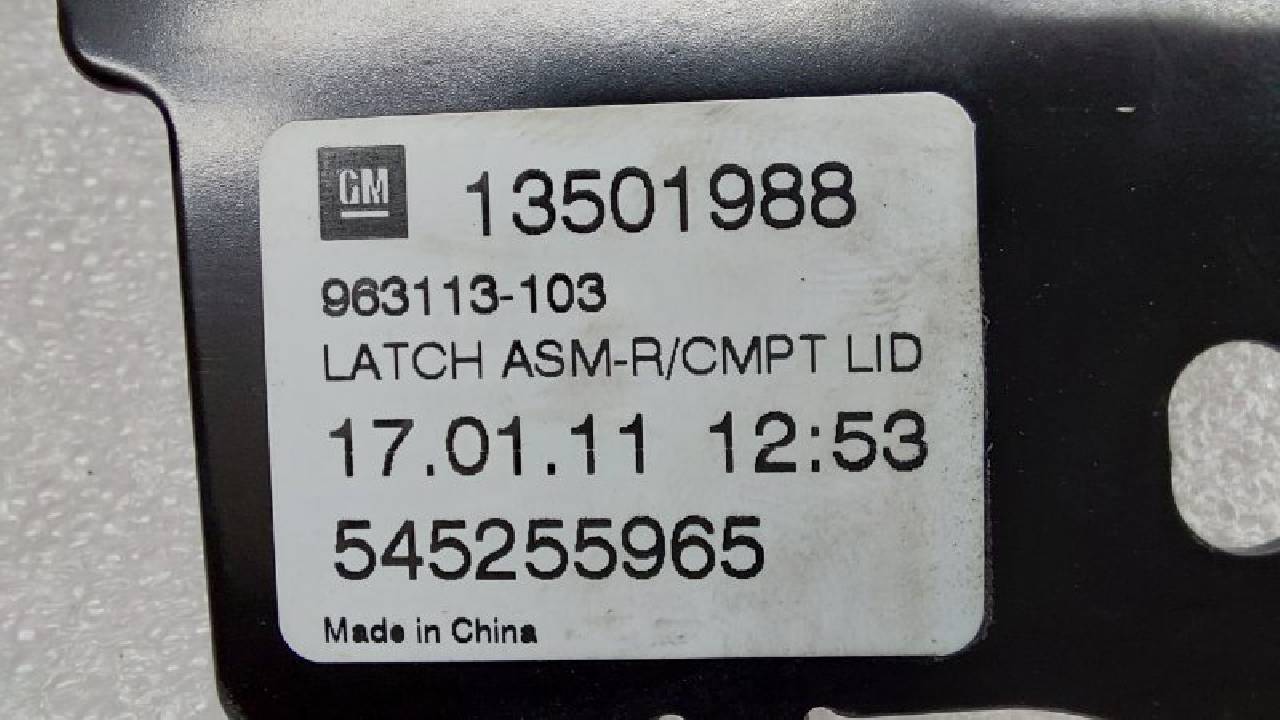 GM 13501988
963113-103
LATCH ASM-R/CMPT LID
17.01.11 12:53
545255965
Made in China